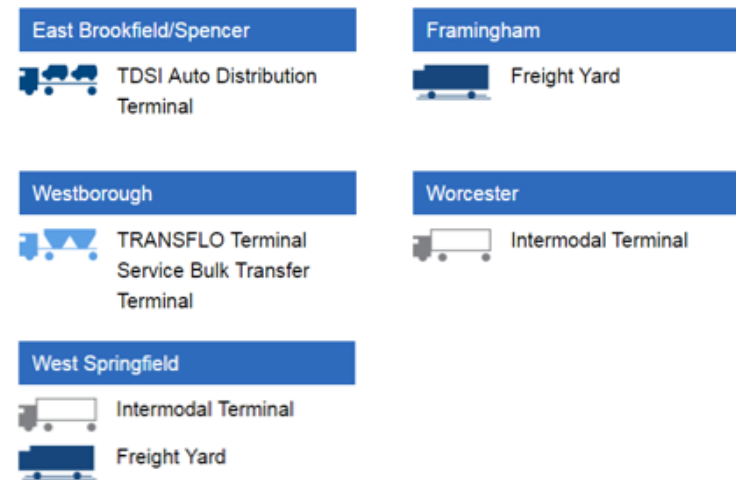 East Brookfield/Spencer
TDSI Auto Distribution
Terminal
Framingham
Freight Yard
Westborough
TRANSFLO Terminal
Service Bulk Transfer
Terminal
Worcester
Intermodal Terminal
West Springfield
Intermodal Terminal
Freight Yard